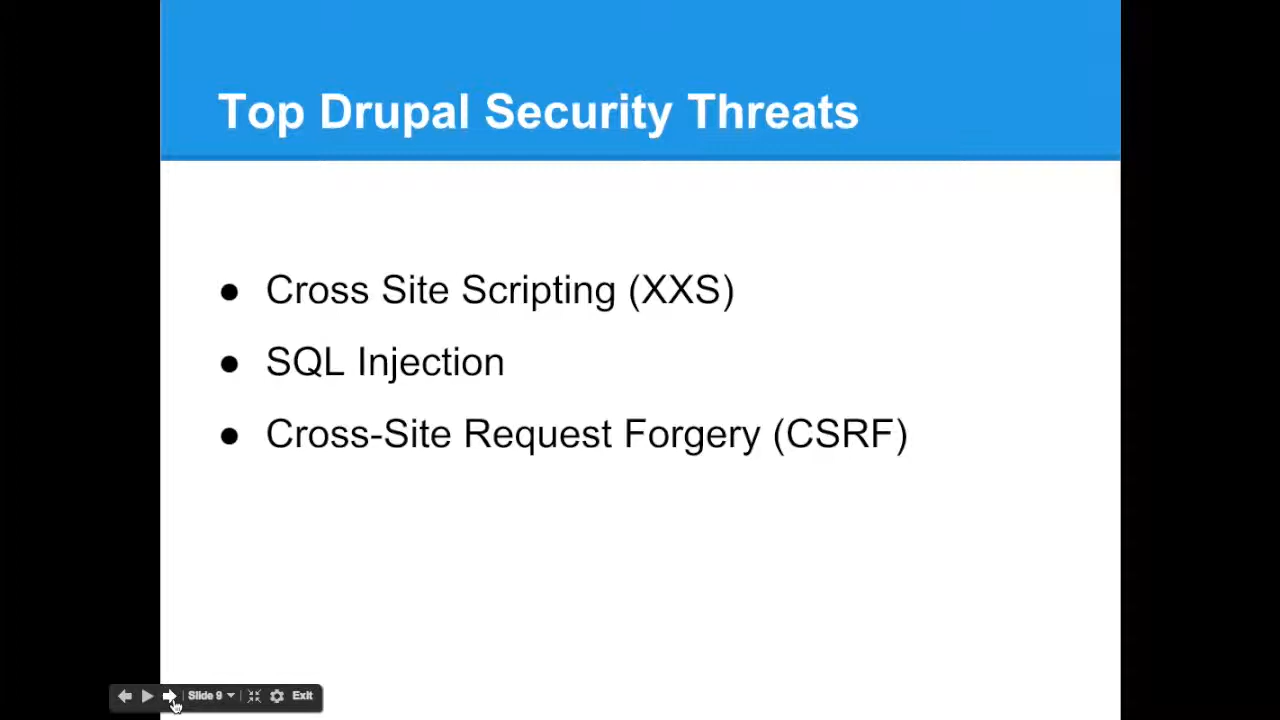 Top Drupal Security Threats
● Cross Site Scripting (XXS)
● SQL Injection
● Cross-Site Request Forgery (CSRF)
Slide 9 Exit